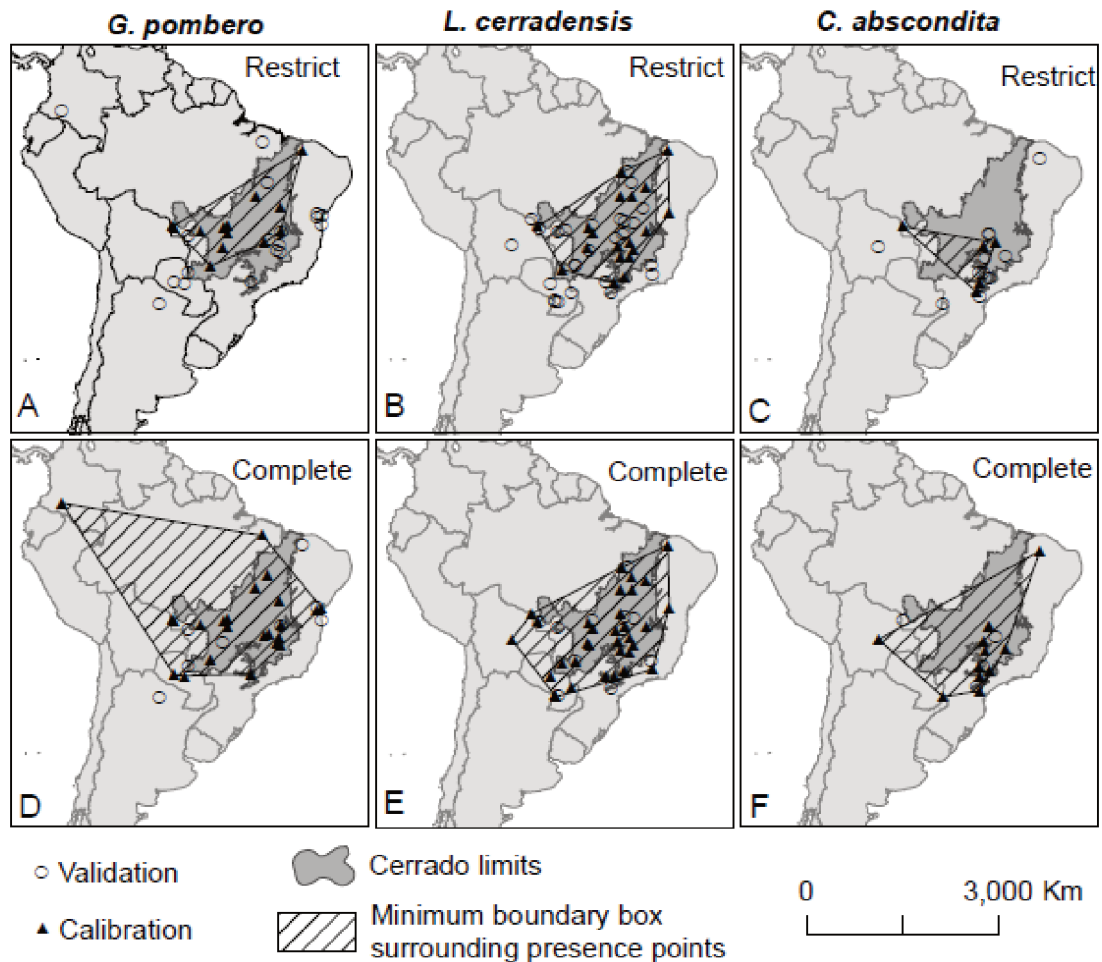 G. pombero
L. cerradensis
C. abscondita
Restrict
Restrict
Restrict
A
B
C
Complete
Complete
Complete
D
E
F
Validation
Calibration
Cerrado limits
Minimum boundary box
surrounding presence points
0 3,000 Km